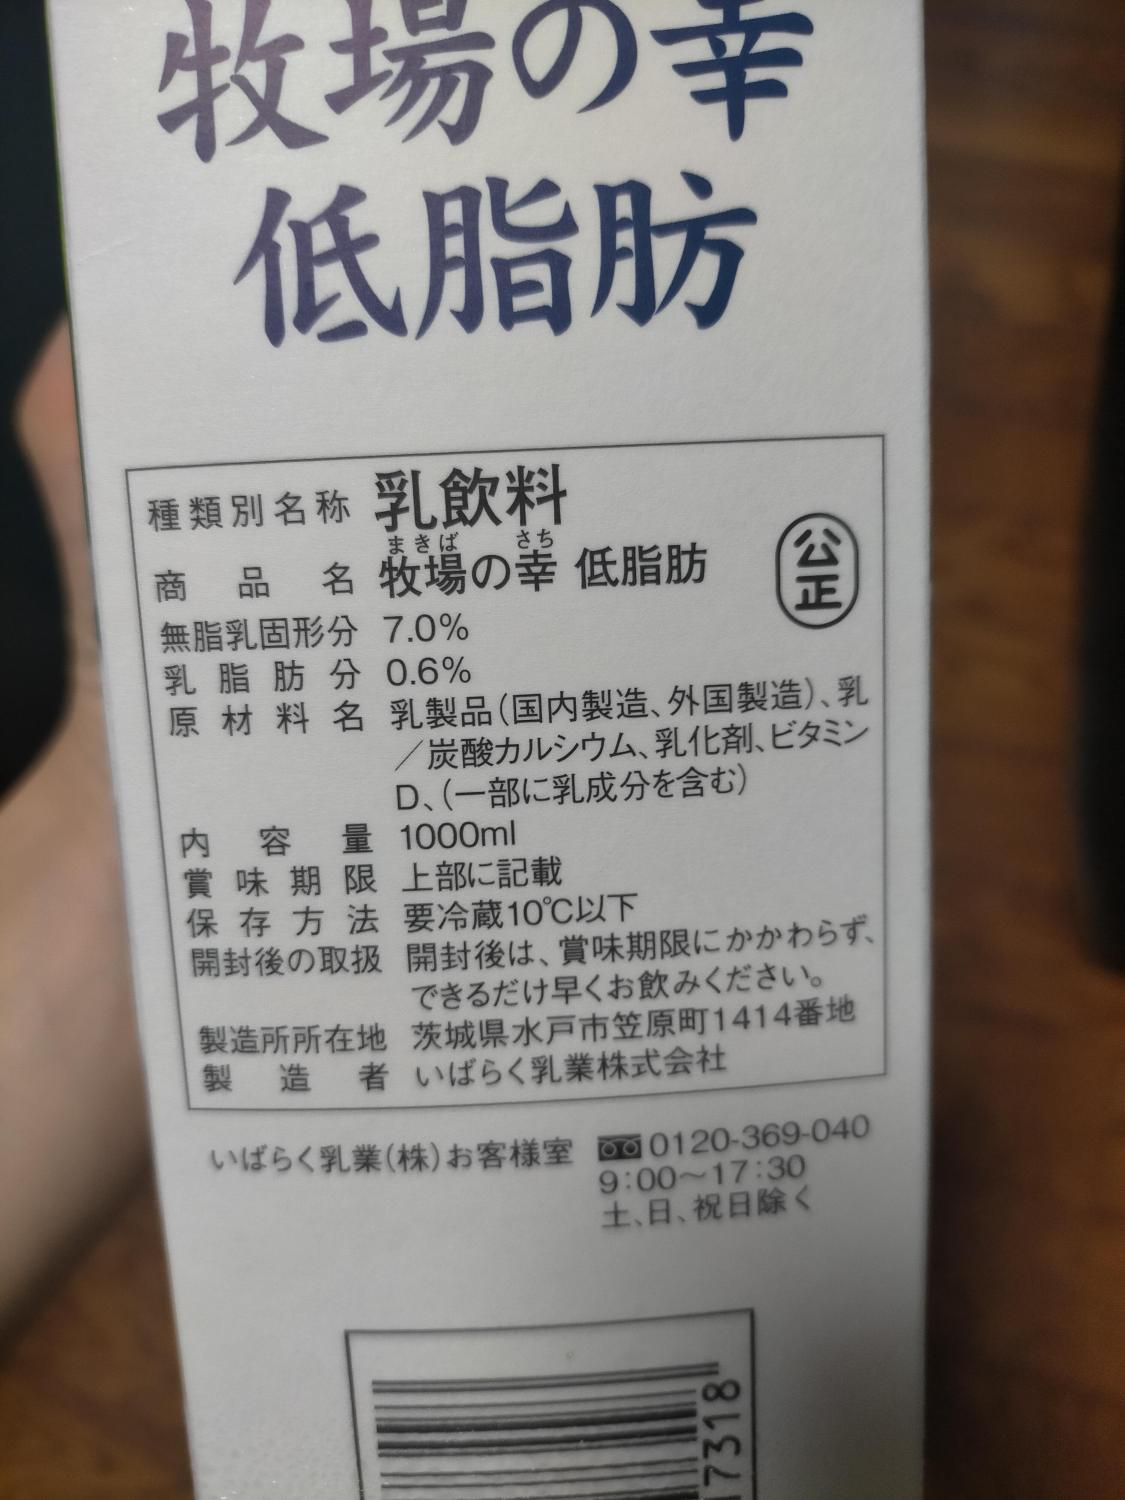 牧場の幸
低脂肪
種類別名称 乳飲料
まきば さち
商品名 牧場の幸 低脂肪
公正
無脂乳固形分 7.0%
乳脂肪分 0.6%
原材料名 乳製品(国内製造、外国製造)、乳
/炭酸カルシウム、乳化剤、ビタミン
D、(一部に乳成分を含む)
内容量 1000ml
賞味期限 上部に記載
保存方法 要冷蔵10℃以下
開封後の取扱 開封後は、賞味期限にかかわらず、
できるだけ早くお飲みください。
製造所所在地 茨城県水戸市笠原町1414番地
製造者 いばらく乳業株式会社
いばらく乳業(株)お客様室 0120-369-040
9:00~17:30
土、日、祝日除く
7318